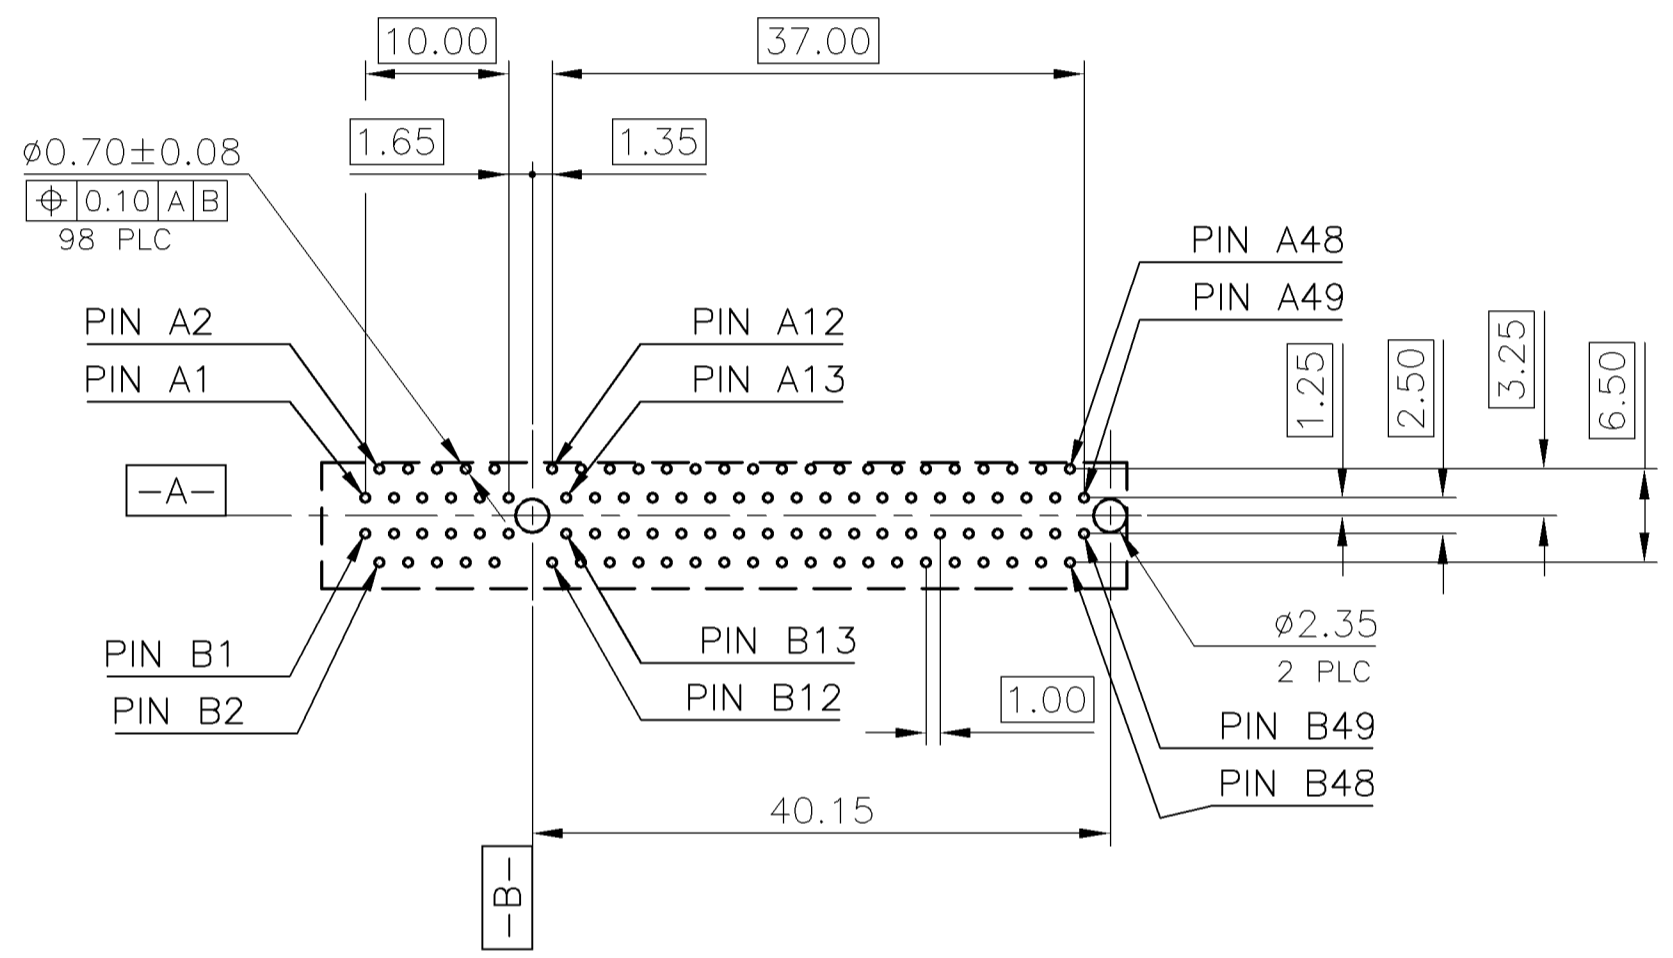 10.00
37.00
1.65
1.35
ø0.70±0.08
⌖ 0.10 A B
98 PLC
PIN A48
PIN A49
PIN A2
PIN A1
PIN A12
PIN A13
1.25
2.50
3.25
6.50
-A-
PIN B1
PIN B2
PIN B13
PIN B12
1.00
ø2.35
2 PLC
PIN B49
PIN B48
40.15
-B-